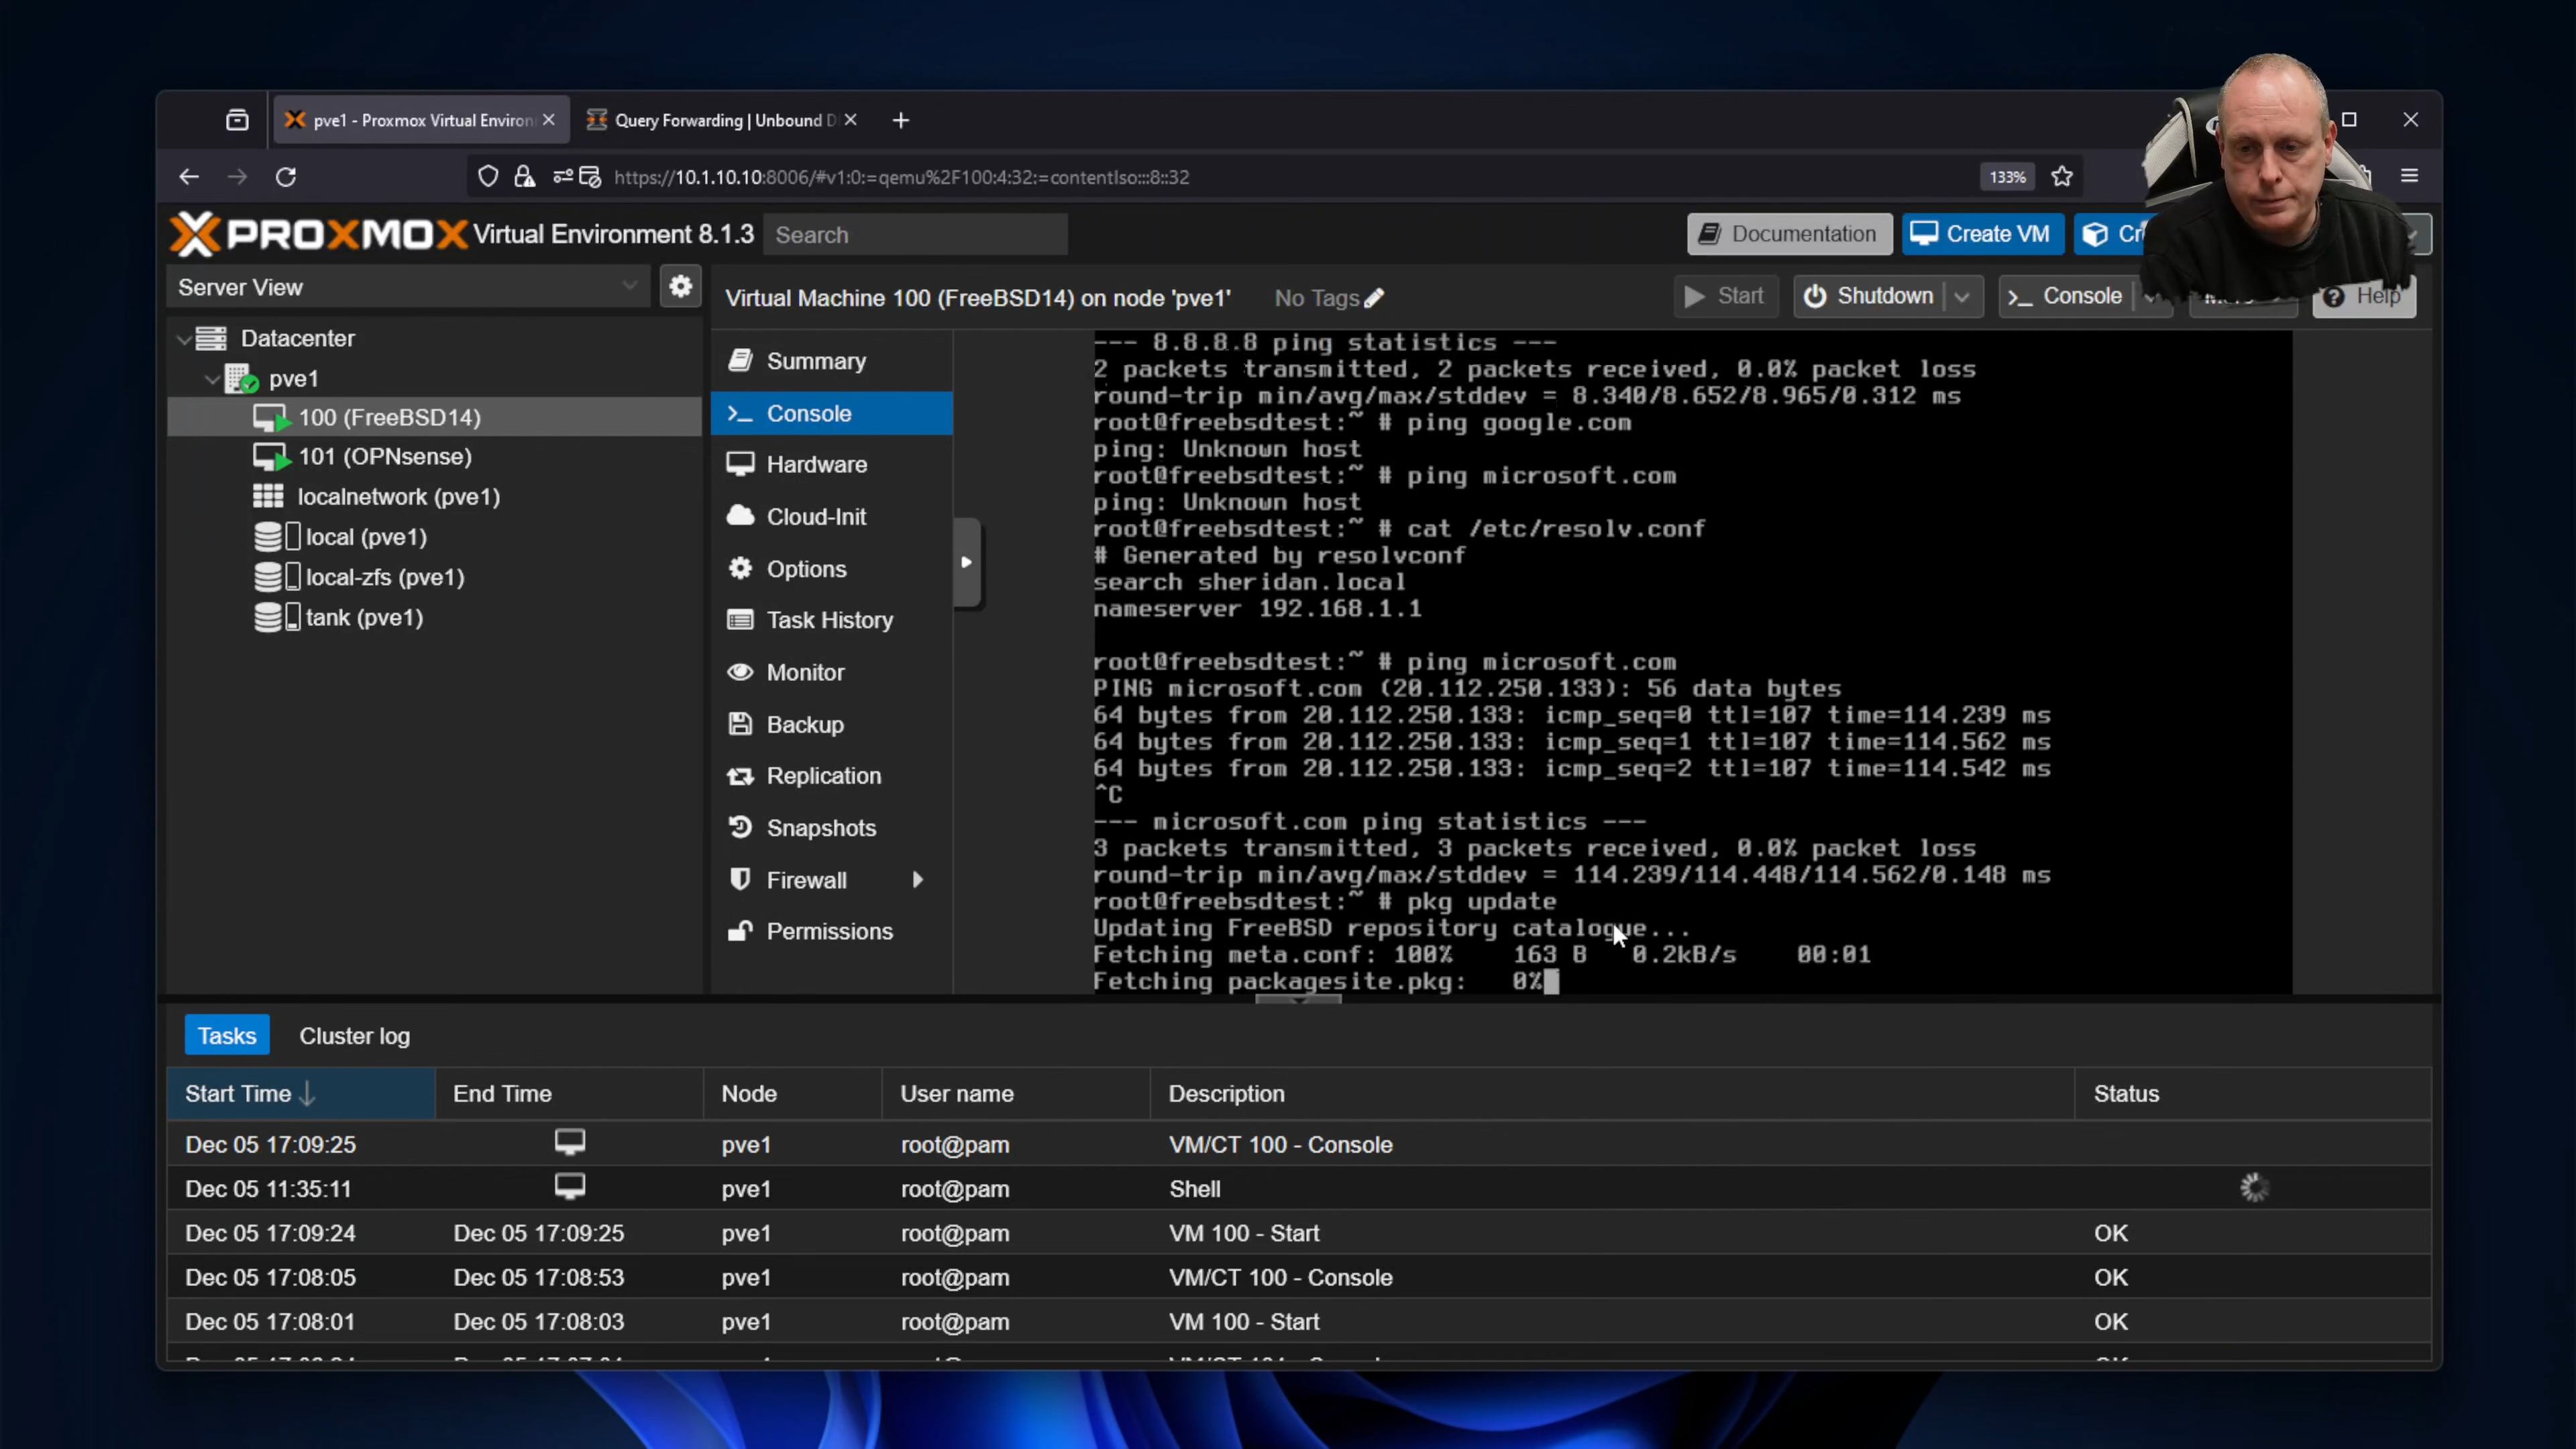 pve1 - Proxmox Virtual Environ
Query Forwarding | Unbound D
https://10.1.10.10:8006/#v1:0:=qemu%2F100:4:32:=contentIso:::8::32
133%
PROXMOX Virtual Environment 8.1.3
Search
Documentation
Create VM
Server View
Virtual Machine 100 (FreeBSD14) on node 'pve1'
No Tags
Start
Shutdown
Console
Help
Datacenter
pve1
100 (FreeBSD14)
101 (OPNsense)
localnetwork (pve1)
local (pve1)
local-zfs (pve1)
tank (pve1)
Summary
Console
Hardware
Cloud-Init
Options
Task History
Monitor
Backup
Replication
Snapshots
Firewall
Permissions
--- 8.8.8.8 ping statistics ---
2 packets transmitted, 2 packets received, 0.0% packet loss
round-trip min/avg/max/stddev = 8.340/8.652/8.965/0.312 ms
root@freebsdtest:~ # ping google.com
ping: Unknown host
root@freebsdtest:~ # ping microsoft.com
ping: Unknown host
root@freebsdtest:~ # cat /etc/resolv.conf
# Generated by resolvconf
search sheridan.local
nameserver 192.168.1.1
root@freebsdtest:~ # ping microsoft.com
PING microsoft.com (20.112.250.133): 56 data bytes
64 bytes from 20.112.250.133: icmp_seq=0 ttl=107 time=114.239 ms
64 bytes from 20.112.250.133: icmp_seq=1 ttl=107 time=114.562 ms
64 bytes from 20.112.250.133: icmp_seq=2 ttl=107 time=114.542 ms
^C
--- microsoft.com ping statistics ---
3 packets transmitted, 3 packets received, 0.0% packet loss
round-trip min/avg/max/stddev = 114.239/114.448/114.562/0.148 ms
root@freebsdtest:~ # pkg update
Updating FreeBSD repository catalogue...
Fetching meta.conf: 100% 163 B 0.2kB/s 00:01
Fetching packagesite.pkg: 0%
Tasks
Cluster log
Start Time End Time Node User name Description Status
Dec 05 17:09:25 pve1 root@pam VM/CT 100 - Console
Dec 05 11:35:11 pve1 root@pam Shell
Dec 05 17:09:24 Dec 05 17:09:25 pve1 root@pam VM 100 - Start OK
Dec 05 17:08:05 Dec 05 17:08:53 pve1 root@pam VM/CT 100 - Console OK
Dec 05 17:08:01 Dec 05 17:08:03 pve1 root@pam VM 100 - Start OK